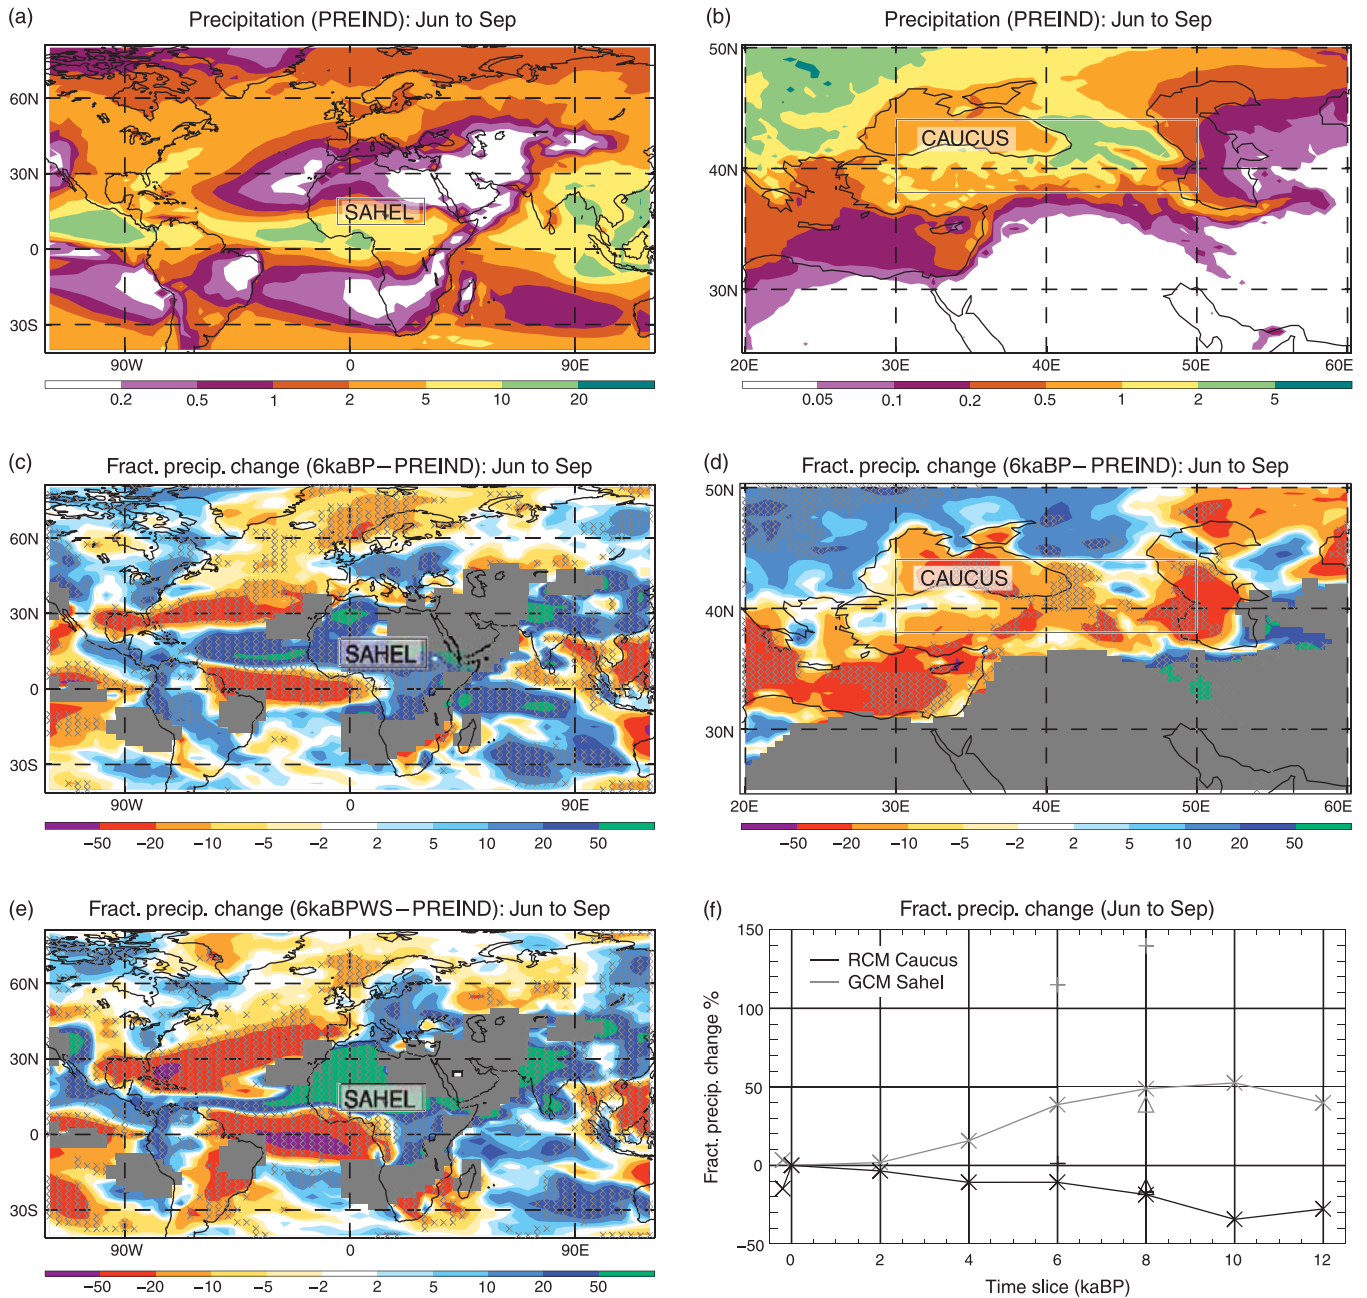 (a) Precipitation (PREIND): Jun to Sep
60N
30N
0
30S
SAHEL
90W 0 90E
0.2 0.5 1 2 5 10 20
(b) Precipitation (PREIND): Jun to Sep
50N
40N
30N
CAUCUS
20E 30E 40E 50E 60E
0.05 0.1 0.2 0.5 1 2 5
(c) Fract. precip. change (6kaBP−PREIND): Jun to Sep
60N
30N
0
30S
SAHEL
90W 0 90E
−50 −20 −10 −5 −2 2 5 10 20 50
(d) Fract. precip. change (6kaBP−PREIND): Jun to Sep
50N
40N
30N
CAUCUS
20E 30E 40E 50E 60E
−50 −20 −10 −5 −2 2 5 10 20 50
(e) Fract. precip. change (6kaBPWS−PREIND): Jun to Sep
60N
30N
0
30S
SAHEL
90W 0 90E
−50 −20 −10 −5 −2 2 5 10 20 50
(f) Fract. precip. change (Jun to Sep)
Fract. precip. change %
150
100
50
0
−50
RCM Caucus
GCM Sahel
0 2 4 6 8 10 12
Time slice (kaBP)